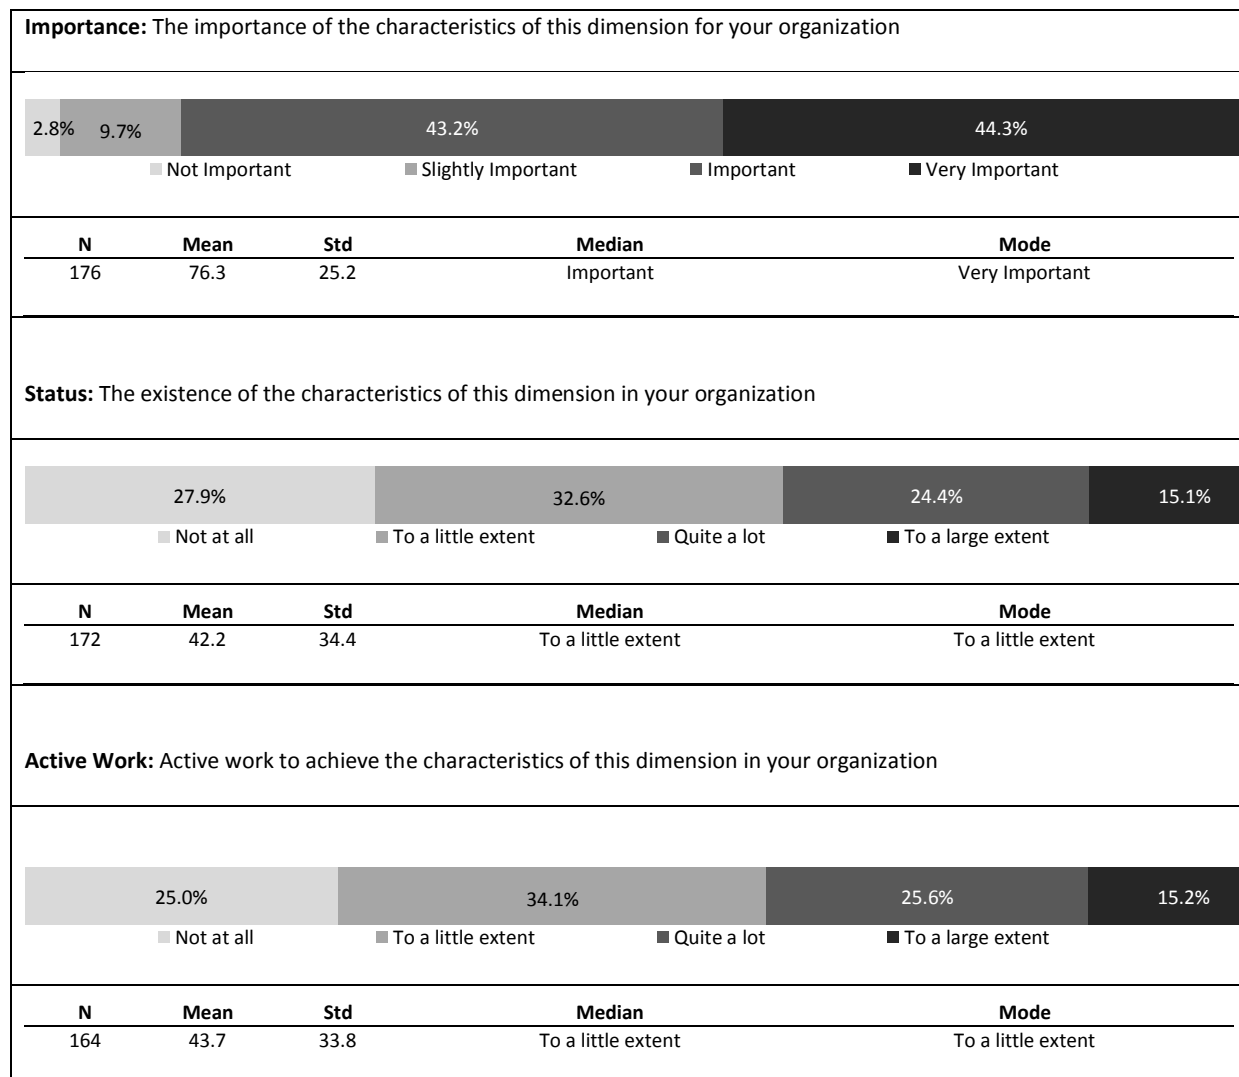 Importance: The importance of the characteristics of this dimension for your organization
2.8% 9.7% 43.2% 44.3%
Not Important Slightly Important Important Very Important
N Mean Std Median Mode
176 76.3 25.2 Important Very Important
Status: The existence of the characteristics of this dimension in your organization
27.9% 32.6% 24.4% 15.1%
Not at all To a little extent Quite a lot To a large extent
N Mean Std Median Mode
172 42.2 34.4 To a little extent To a little extent
Active Work: Active work to achieve the characteristics of this dimension in your organization
25.0% 34.1% 25.6% 15.2%
Not at all To a little extent Quite a lot To a large extent
N Mean Std Median Mode
164 43.7 33.8 To a little extent To a little extent